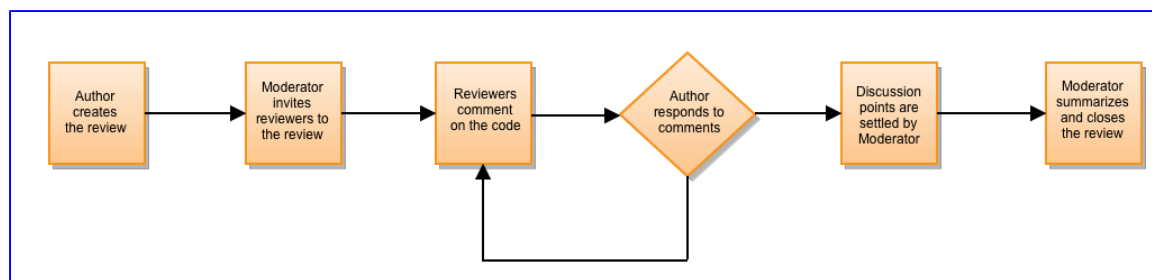 Author
creates
the review
Moderator
invites
reviewers to
the review
Reviewers
comment
on the code
Author
responds to
comments
Discussion
points are
settled by
Moderator
Moderator
summarizes
and closes
the review